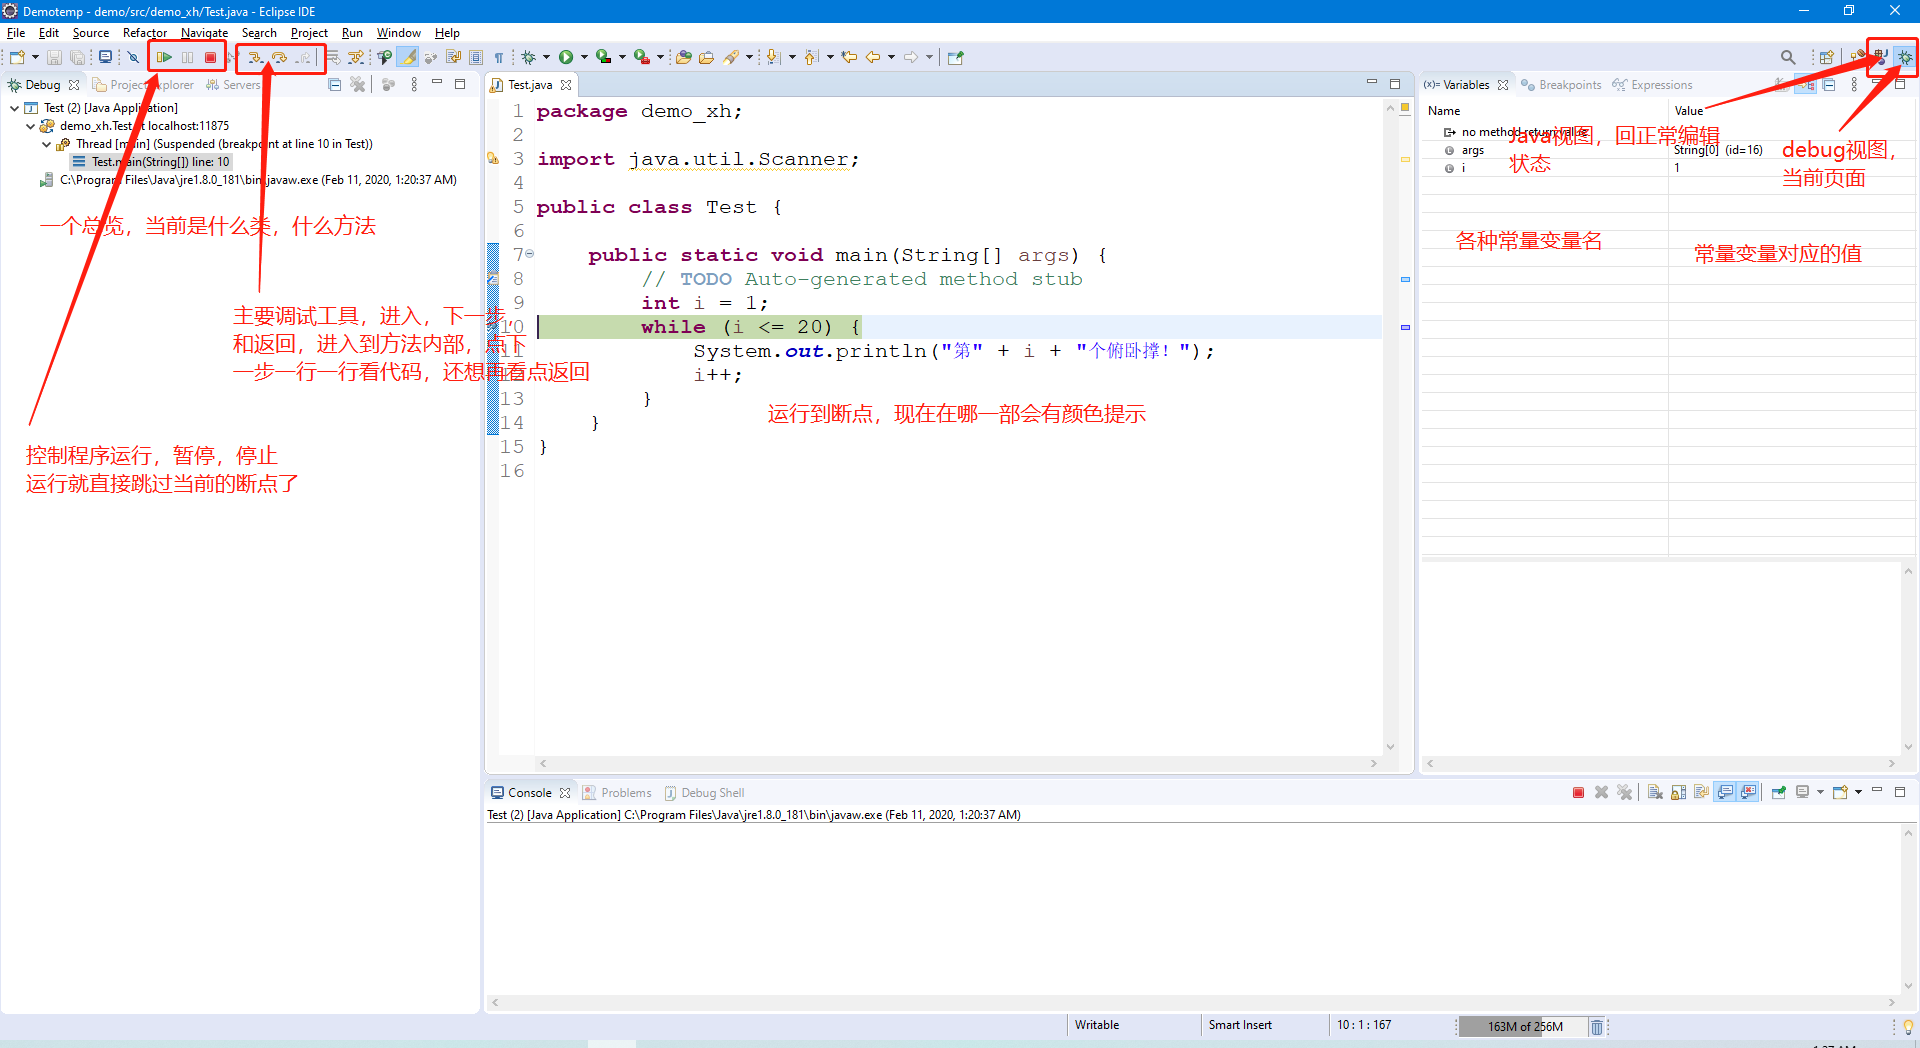 Demotemp - demo/src/demo_xh/Test.java - Eclipse IDE
File Edit Source Refactor Navigate Search Project Run Window Help
Debug Project Explorer Servers
Test (2) [Java Application]
demo_xh.Test at localhost:11875
Thread [main] (Suspended (breakpoint at line 10 in Test))
Test.main(String[]) line: 10
C:\Program Files\Java\jre1.8.0_181\bin\javaw.exe (Feb 11, 2020, 1:20:37 AM)
一个总览，当前是什么类，什么方法
主要调试工具，进入，下一步，
和返回，进入到方法内部，点下
一步一行一行看代码，还想再看点返回
控制程序运行，暂停，停止
运行就直接跳过当前的断点了
Test.java
1 package demo_xh;
2
3 import java.util.Scanner;
4
5 public class Test {
6
7 public static void main(String[] args) {
8 // TODO Auto-generated method stub
9 int i = 1;
10 while (i <= 20) {
11 System.out.println("第" + i + "个俯卧撑！");
i++;
13 }
14 }
15 }
16
运行到断点，现在在哪一部会有颜色提示
(x)= Variables Breakpoints Expressions
Name Value
no method return value
args String[0] (id=16)
i 1
Java视图，回正常编辑
状态
debug视图，
当前页面
各种常量变量名
常量变量对应的值
Console Problems Debug Shell
Test (2) [Java Application] C:\Program Files\Java\jre1.8.0_181\bin\javaw.exe (Feb 11, 2020, 1:20:37 AM)
Writable Smart Insert 10 : 1 : 167 163M of 256M